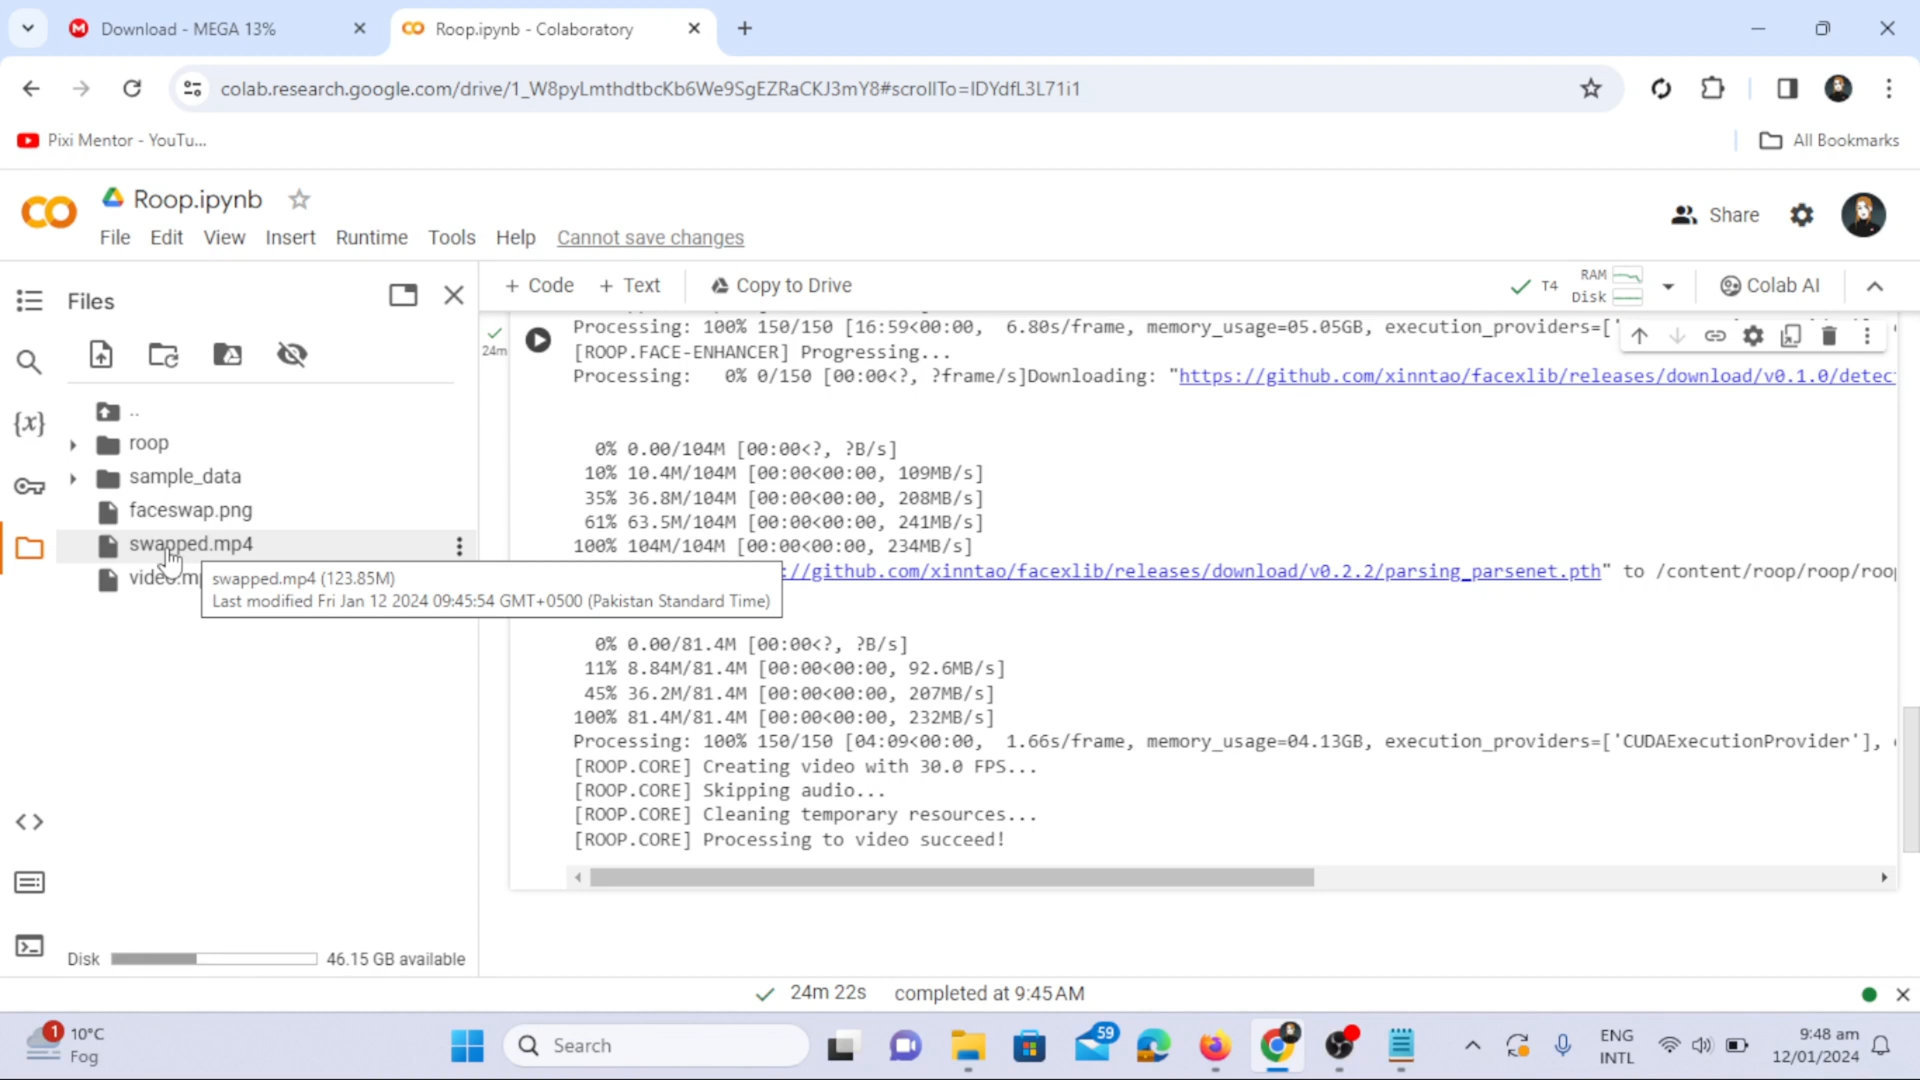 Download - MEGA 13%
Roop.ipynb - Colaboratory
colab.research.google.com/drive/1_W8pyLmthdtbcKb6We9SgEZRaCKJ3mY8#scrollTo=IDYdfL3L71i1
Pixi Mentor - YouTu...
All Bookmarks
Roop.ipynb
Share
File Edit View Insert Runtime Tools Help Cannot save changes
Files
+ Code + Text Copy to Drive
T4 RAM Disk
Colab AI
..
roop
sample_data
faceswap.png
swapped.mp4
swapped.mp4 (123.85M)
Last modified Fri Jan 12 2024 09:45:54 GMT+0500 (Pakistan Standard Time)
Disk 46.15 GB available
24m
Processing: 100% 150/150 [16:59<00:00, 6.80s/frame, memory_usage=05.05GB, execution_providers=['
[ROOP.FACE-ENHANCER] Progressing...
Processing: 0% 0/150 [00:00<?, ?frame/s]Downloading: "https://github.com/xinntao/facexlib/releases/download/v0.1.0/detec
0% 0.00/104M [00:00<?, ?B/s]
10% 10.4M/104M [00:00<00:00, 109MB/s]
35% 36.8M/104M [00:00<00:00, 208MB/s]
61% 63.5M/104M [00:00<00:00, 241MB/s]
100% 104M/104M [00:00<00:00, 234MB/s]
://github.com/xinntao/facexlib/releases/download/v0.2.2/parsing_parsenet.pth" to /content/roop/roop/roop
0% 0.00/81.4M [00:00<?, ?B/s]
11% 8.84M/81.4M [00:00<00:00, 92.6MB/s]
45% 36.2M/81.4M [00:00<00:00, 207MB/s]
100% 81.4M/81.4M [00:00<00:00, 232MB/s]
Processing: 100% 150/150 [04:09<00:00, 1.66s/frame, memory_usage=04.13GB, execution_providers=['CUDAExecutionProvider'],
[ROOP.CORE] Creating video with 30.0 FPS...
[ROOP.CORE] Skipping audio...
[ROOP.CORE] Cleaning temporary resources...
[ROOP.CORE] Processing to video succeed!
24m 22s completed at 9:45 AM
1
10°C
Fog
Search
59
ENG
INTL
9:48 am
12/01/2024